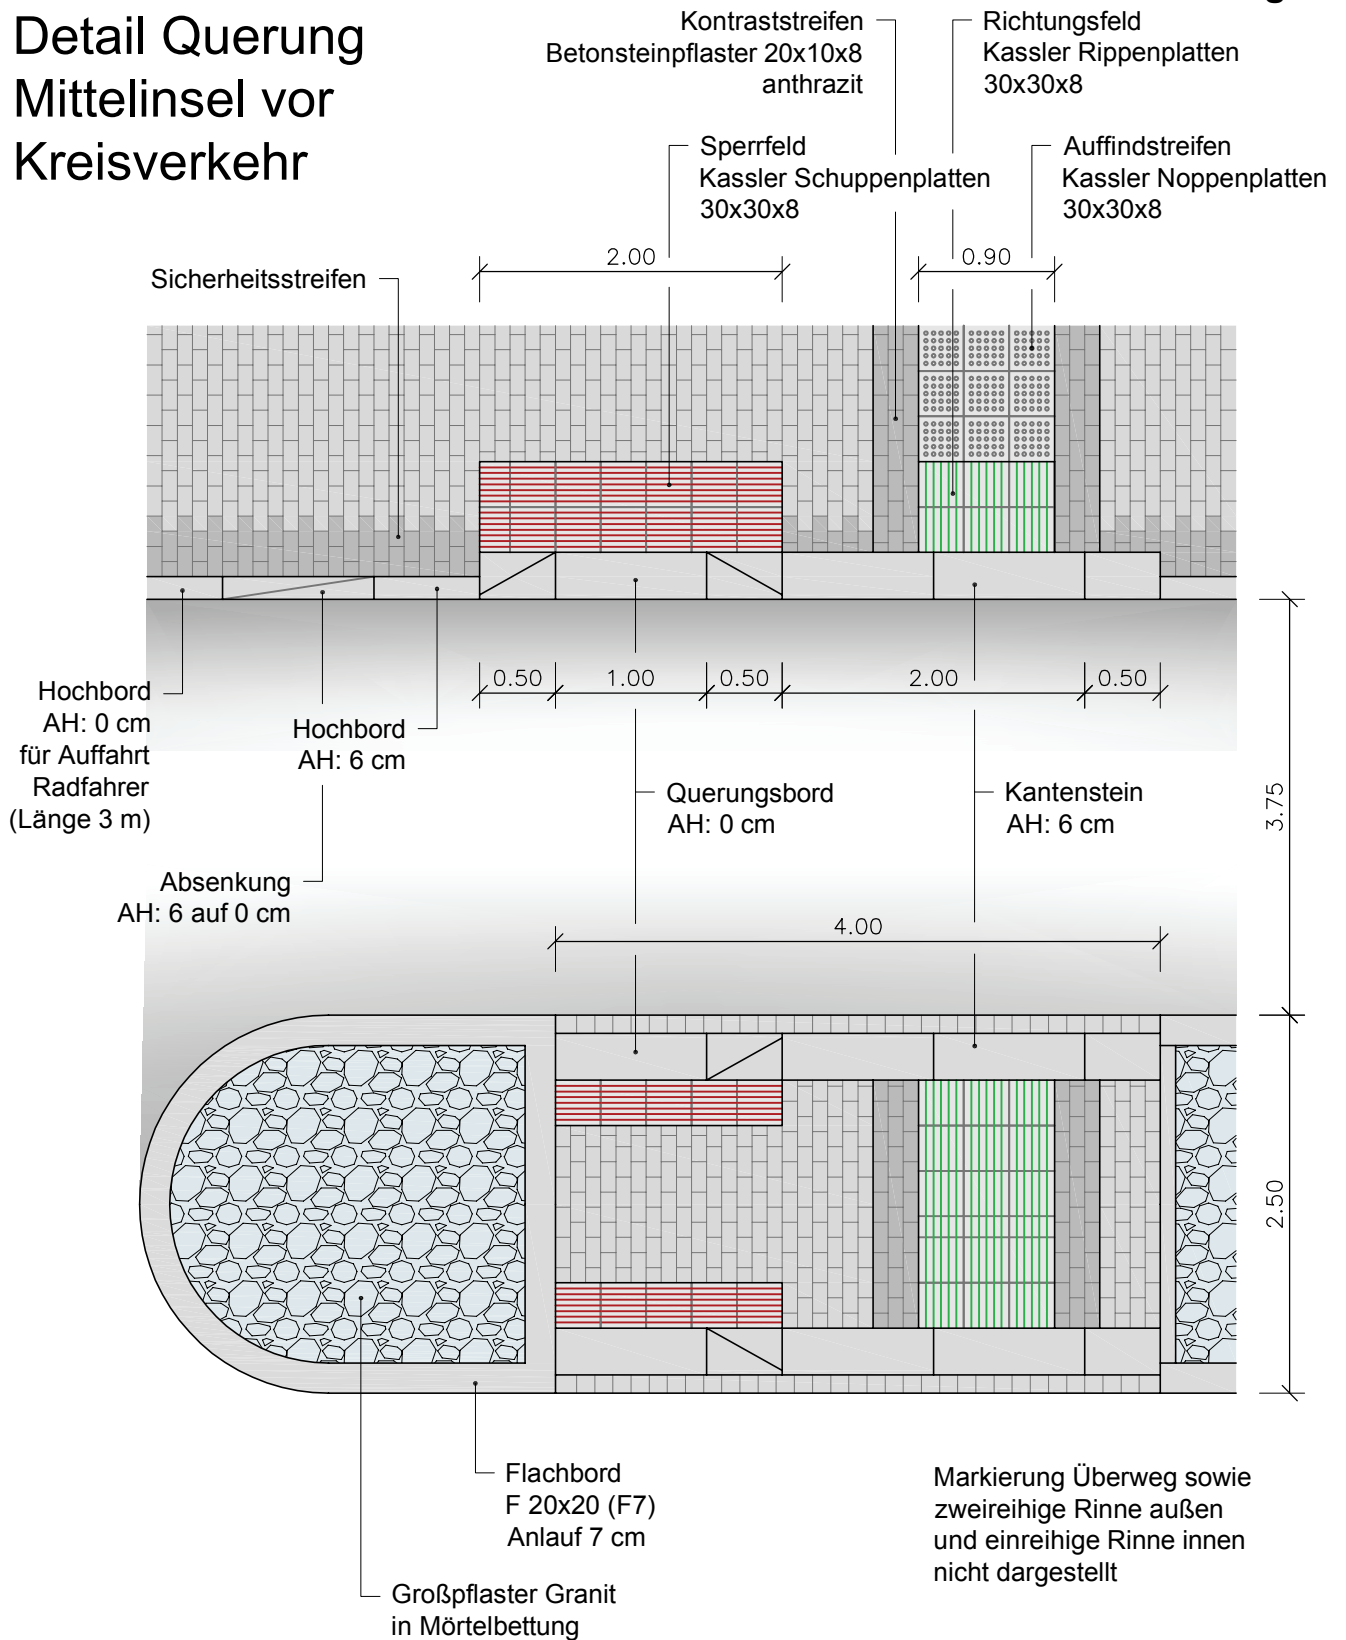 Detail Querung
Mittelinsel vor
Kreisverkehr
Kontraststreifen
Betonsteinpflaster 20x10x8
anthrazit
Richtungsfeld
Kassler Rippenplatten
30x30x8
Sperrfeld
Kassler Schuppenplatten
30x30x8
Auffindstreifen
Kassler Noppenplatten
30x30x8
2.00
0.90
Sicherheitsstreifen
0.50
1.00
0.50
2.00
0.50
Hochbord
AH: 0 cm
für Auffahrt
Radfahrer
(Länge 3 m)
Hochbord
AH: 6 cm
Querungsbord
AH: 0 cm
Kantenstein
AH: 6 cm
3.75
Absenkung
AH: 6 auf 0 cm
4.00
2.50
Flachbord
F 20x20 (F7)
Anlauf 7 cm
Markierung Überweg sowie
zweireihige Rinne außen
und einreihige Rinne innen
nicht dargestellt
Großpflaster Granit
in Mörtelbettung